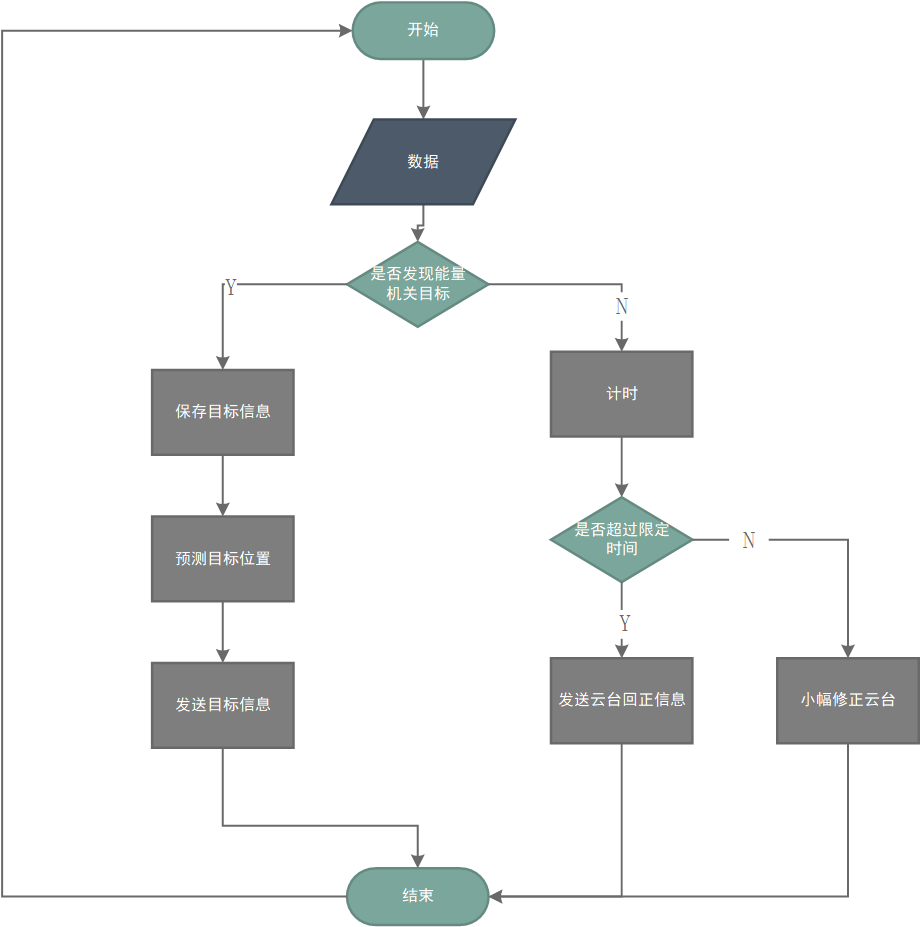 开始
数据
是否发现能量
机关目标
Y
N
保存目标信息
计时
预测目标位置
是否超过限定
时间
N
Y
发送目标信息
发送云台回正信息
小幅修正云台
结束